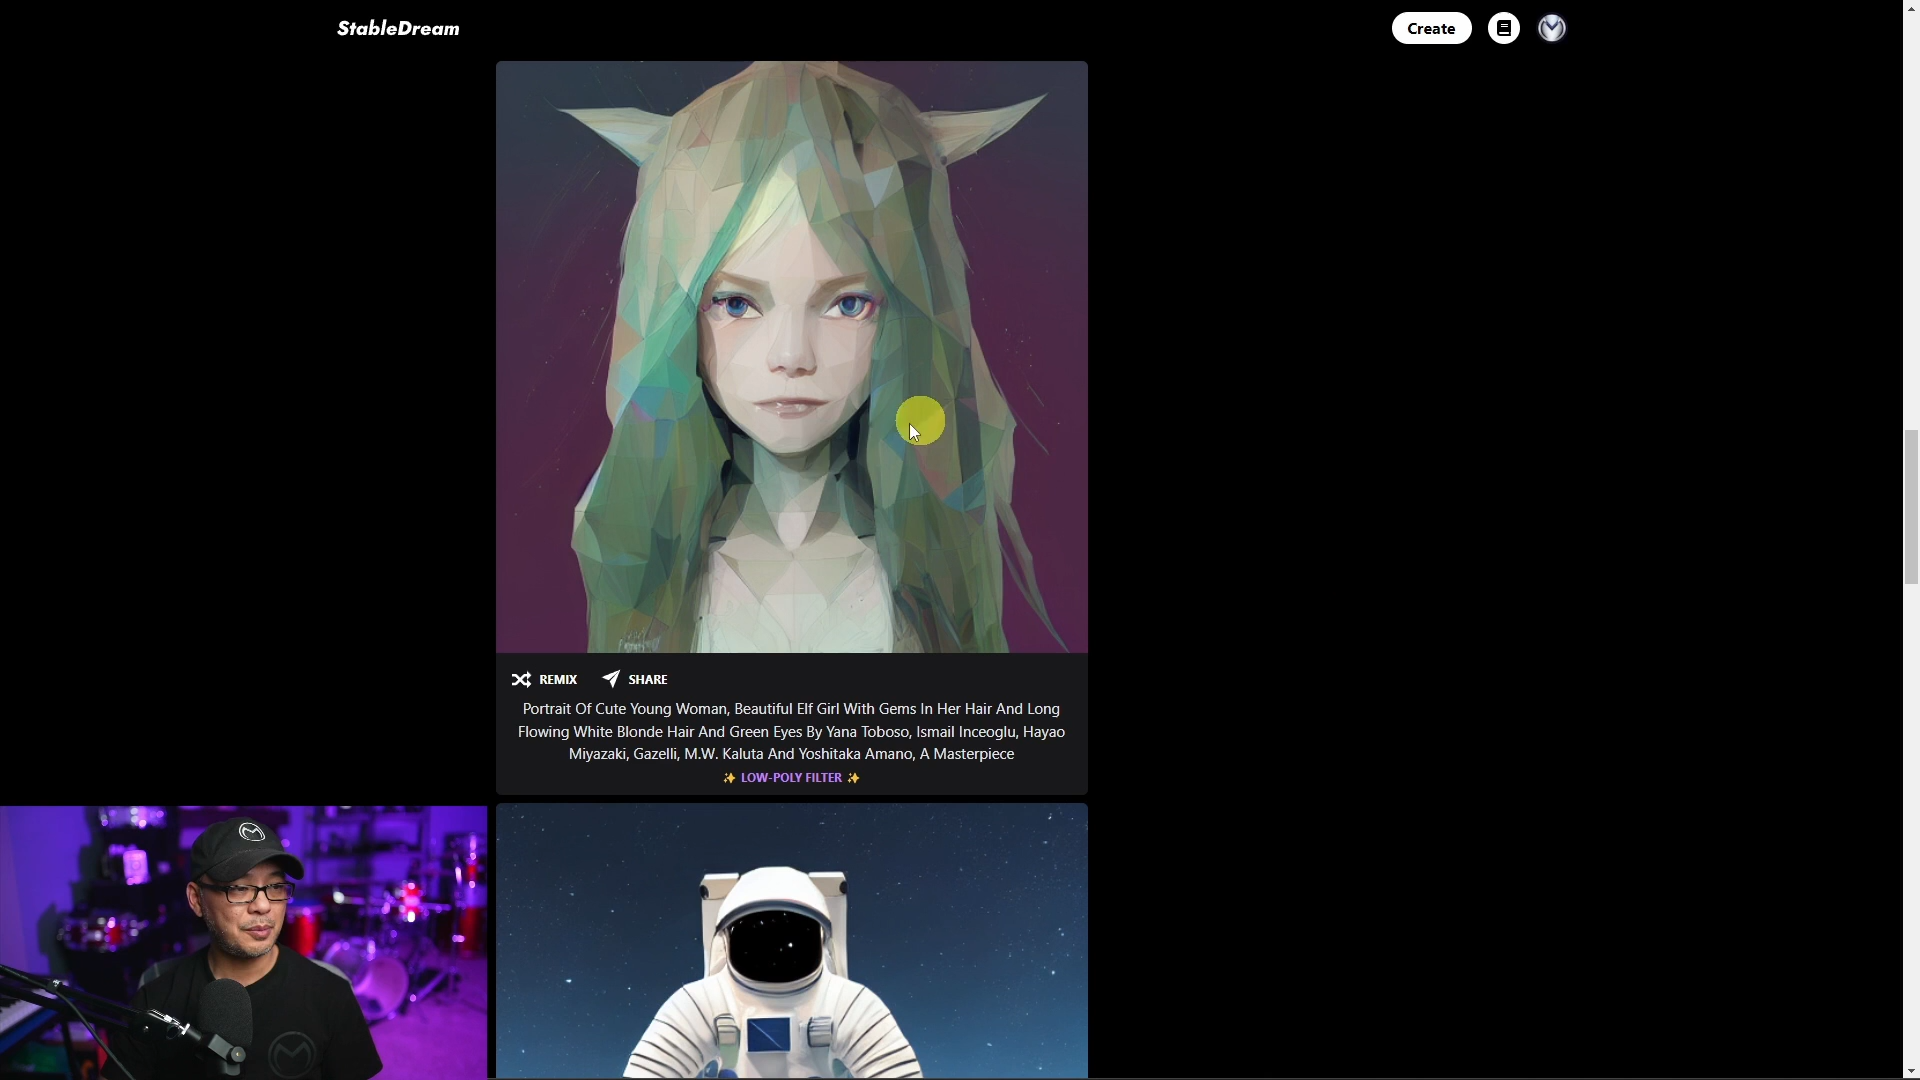 StableDream
Create
REMIX
SHARE
Portrait Of Cute Young Woman, Beautiful Elf Girl With Gems In Her Hair And Long
Flowing White Blonde Hair And Green Eyes By Yana Toboso, Ismail Inceoglu, Hayao
Miyazaki, Gazelli, M.W. Kaluta And Yoshitaka Amano, A Masterpiece
✨ LOW-POLY FILTER ✨